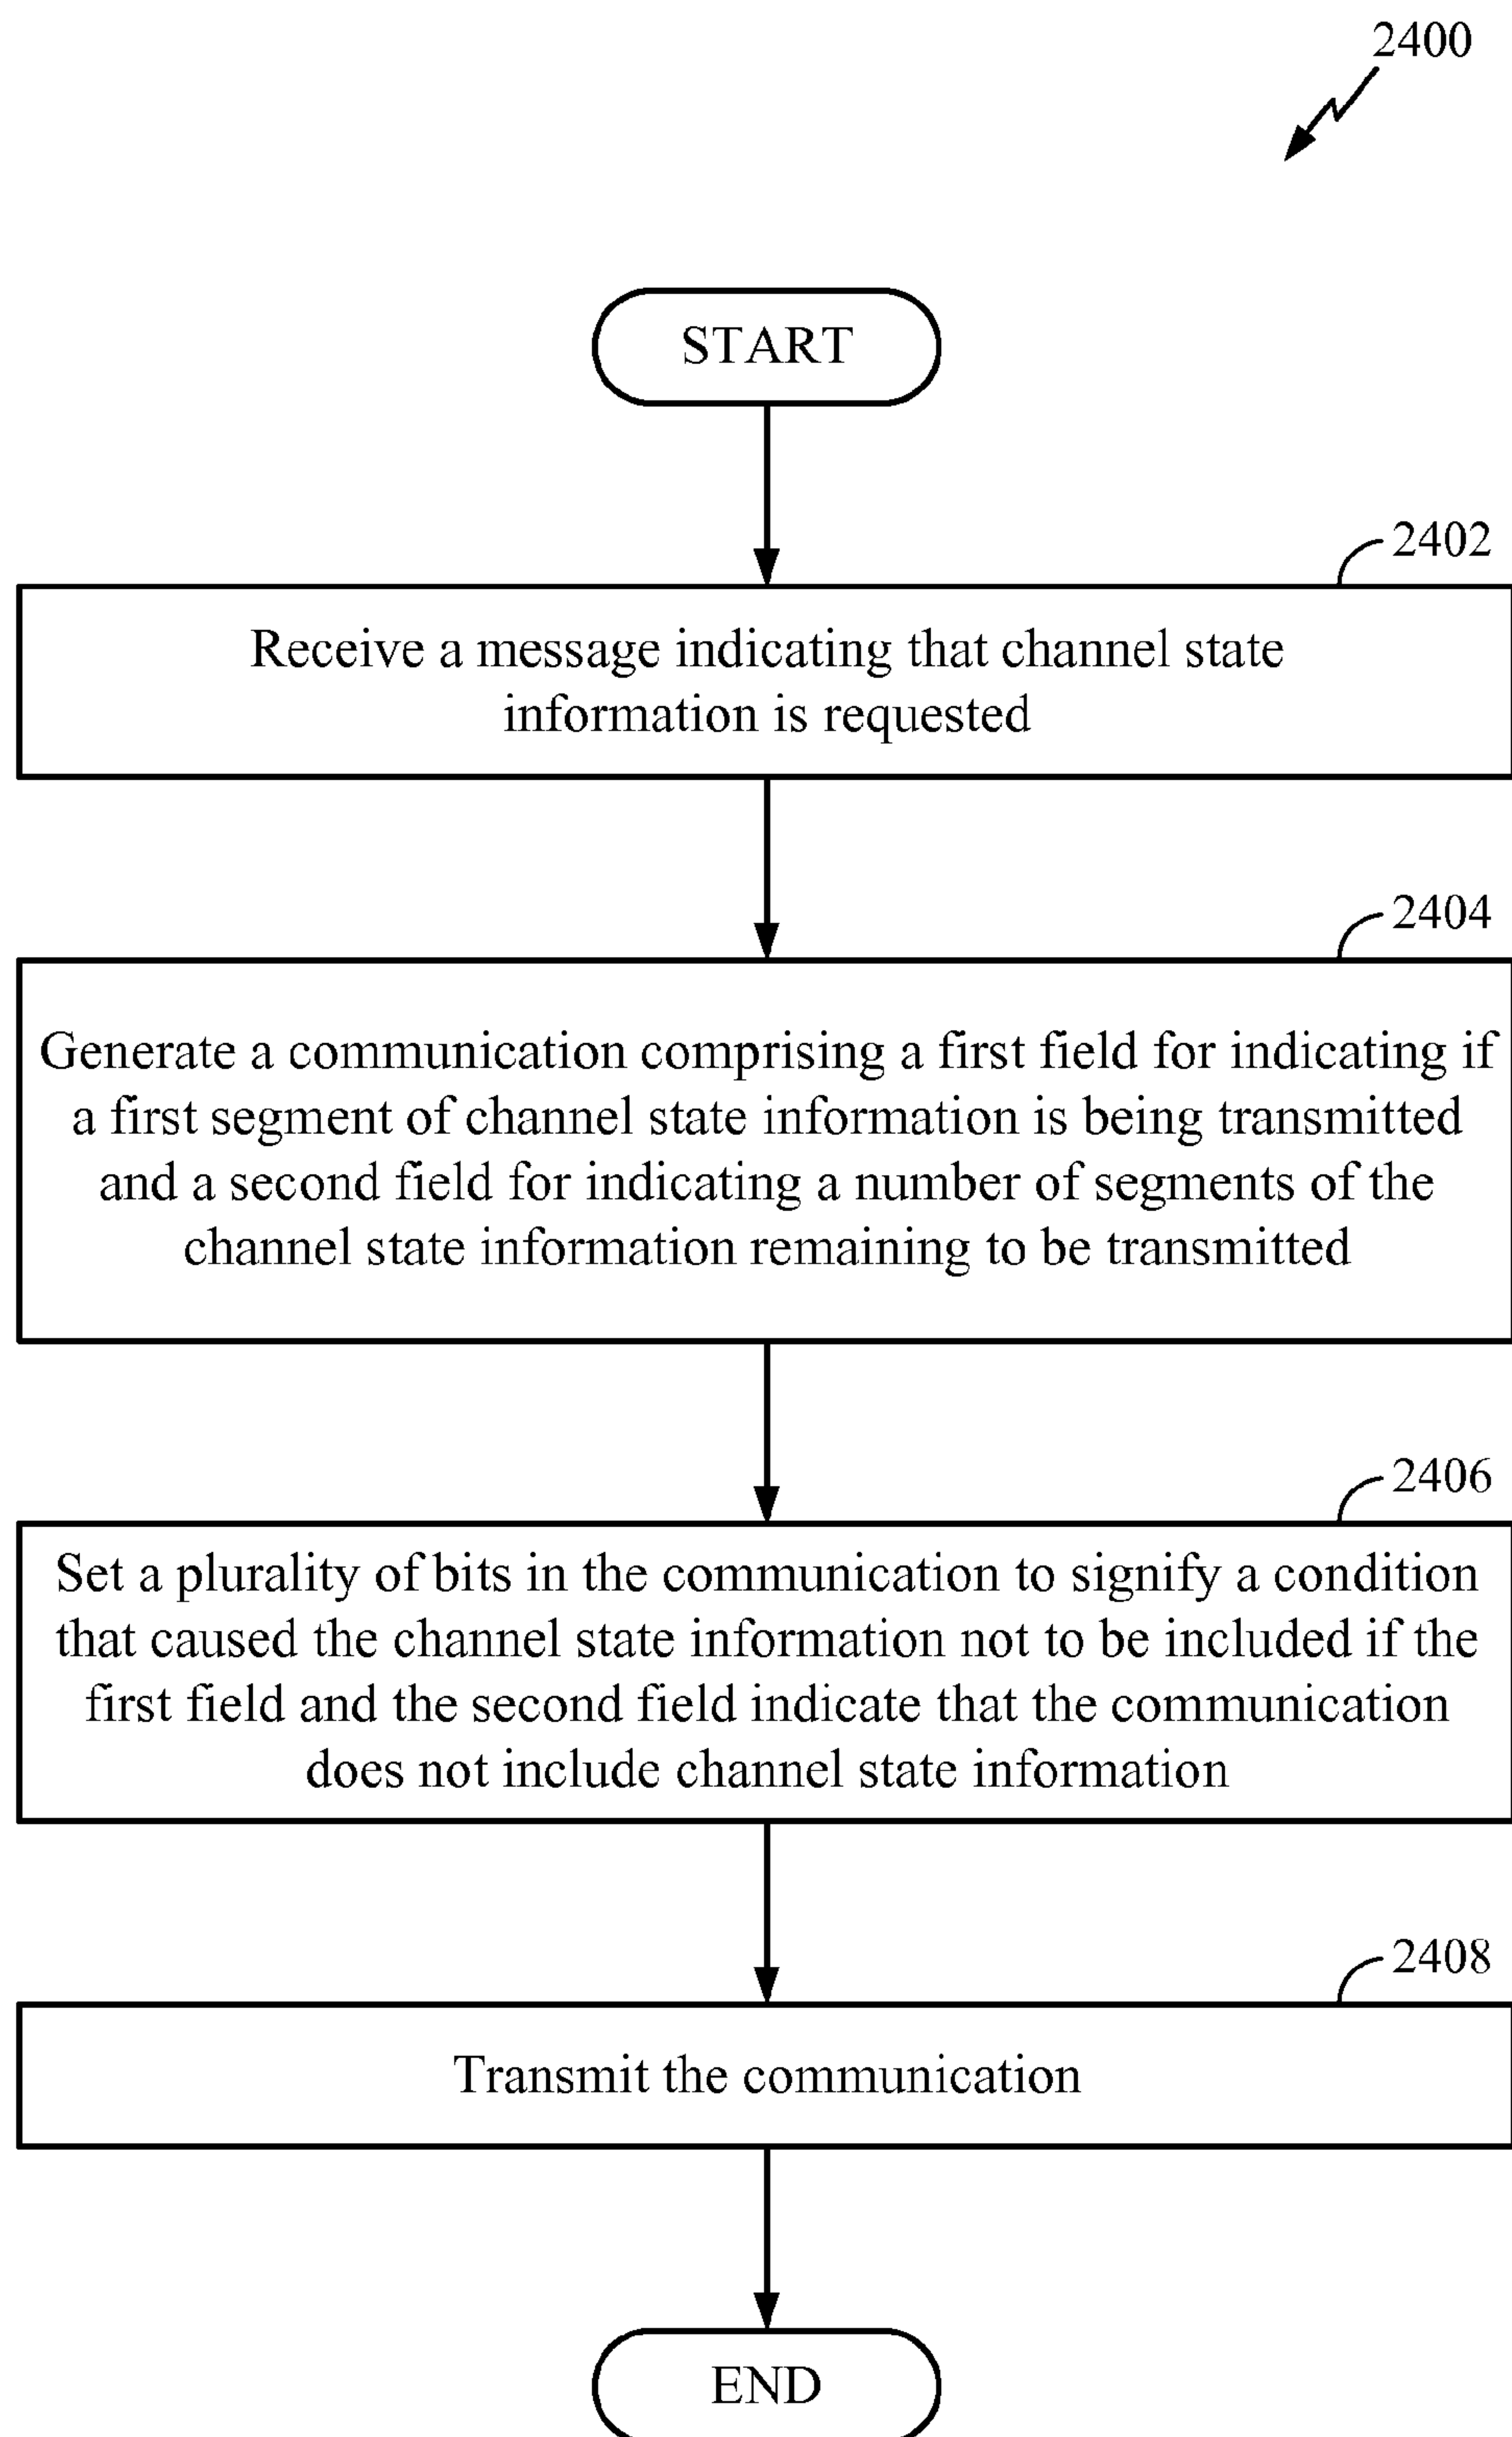 2400
START
2402
Receive a message indicating that channel state
information is requested
2404
Generate a communication comprising a first field for indicating if
a first segment of channel state information is being transmitted
and a second field for indicating a number of segments of the
channel state information remaining to be transmitted
2406
Set a plurality of bits in the communication to signify a condition
that caused the channel state information not to be included if the
first field and the second field indicate that the communication
does not include channel state information
2408
Transmit the communication
END